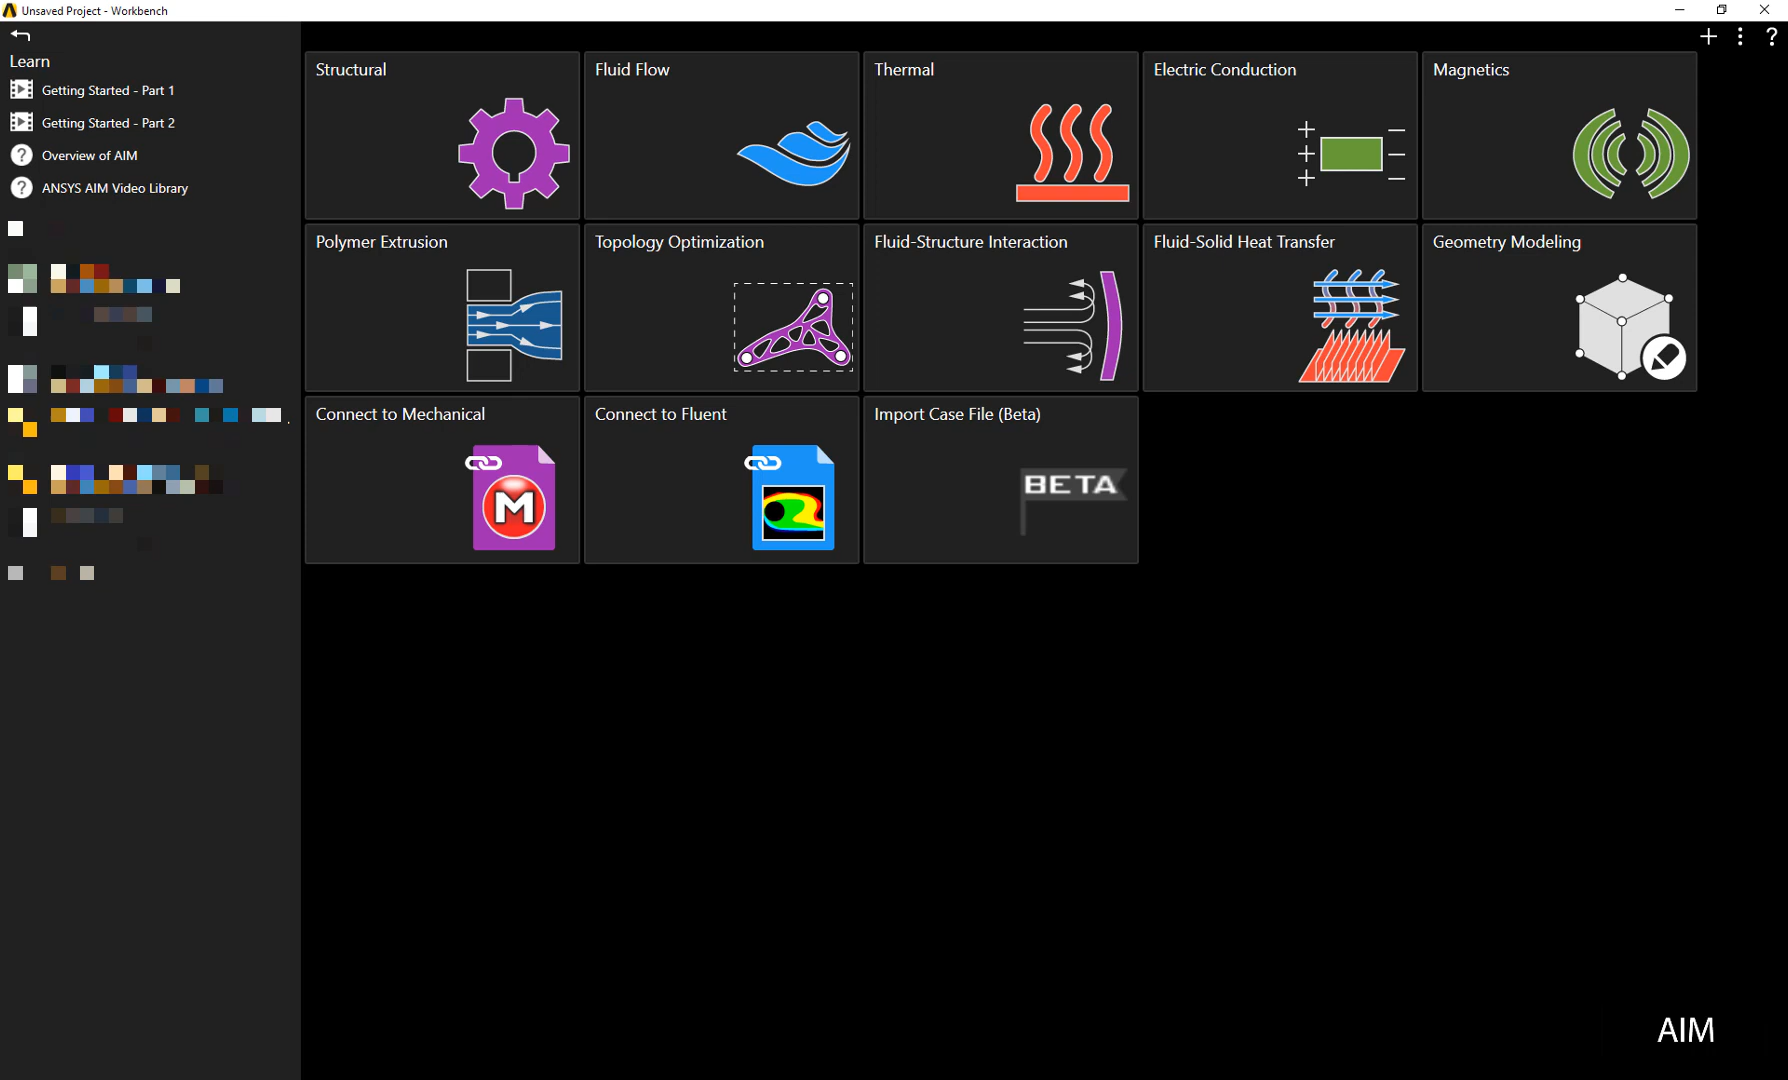 Unsaved Project - Workbench
Learn
Getting Started - Part 1
Getting Started - Part 2
Overview of AIM
ANSYS AIM Video Library
Structural
Fluid Flow
Thermal
Electric Conduction
Magnetics
Polymer Extrusion
Topology Optimization
Fluid-Structure Interaction
Fluid-Solid Heat Transfer
Geometry Modeling
Connect to Mechanical
M
Connect to Fluent
Import Case File (Beta)
BETA
AIM